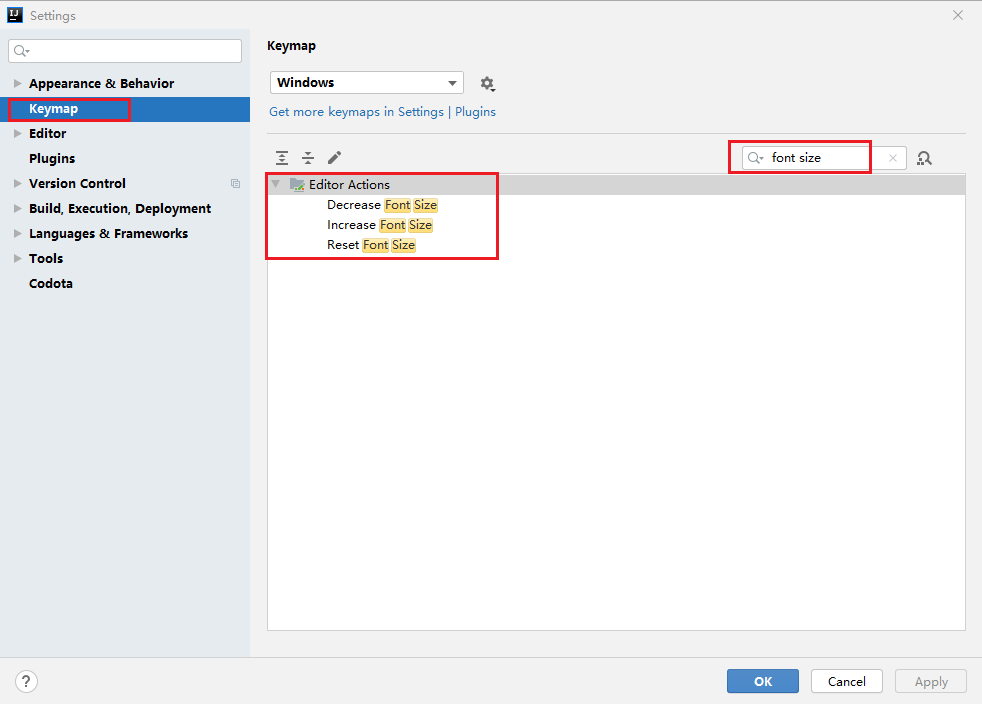 Settings
Appearance & Behavior
Keymap
Editor
Plugins
Version Control
Build, Execution, Deployment
Languages & Frameworks
Tools
Codota
Keymap
Windows
Get more keymaps in Settings | Plugins
font size
Editor Actions
Decrease Font Size
Increase Font Size
Reset Font Size
?
OK
Cancel
Apply